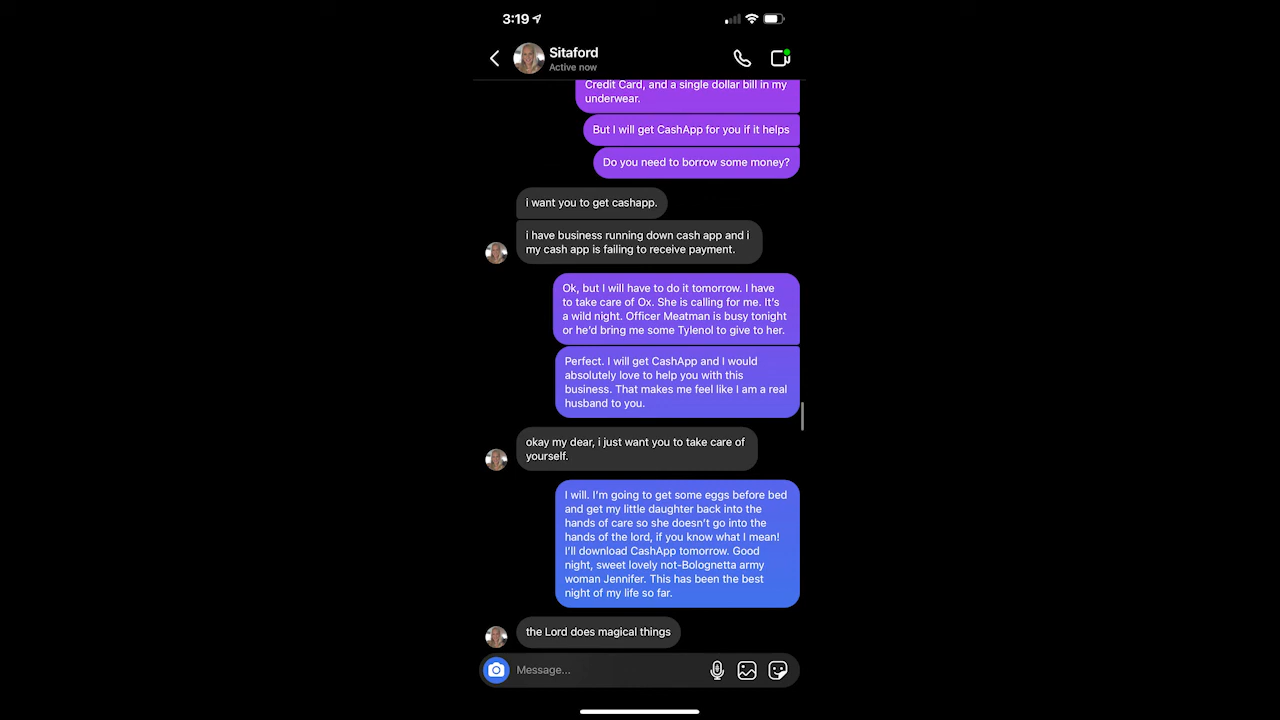 3:19
Sitaford
Active now
Credit Card, and a single dollar bill in my
underwear.
But I will get CashApp for you if it helps
Do you need to borrow some money?
i want you to get cashapp.
i have business running down cash app and i
my cash app is failing to receive payment.
Ok, but I will have to do it tomorrow. I have
to take care of Ox. She is calling for me. It's
a wild night. Officer Meatman is busy tonight
or he'd bring me some Tylenol to give to her.
Perfect. I will get CashApp and I would
absolutely love to help you with this
business. That makes me feel like I am a real
husband to you.
okay my dear, i just want you to take care of
yourself.
I will. I'm going to get some eggs before bed
and get my little daughter back into the
hands of care so she doesn't go into the
hands of the lord, if you know what I mean!
I'll download CashApp tomorrow. Good
night, sweet lovely not-Bolognetta army
woman Jennifer. This has been the best
night of my life so far.
the Lord does magical things
Message...